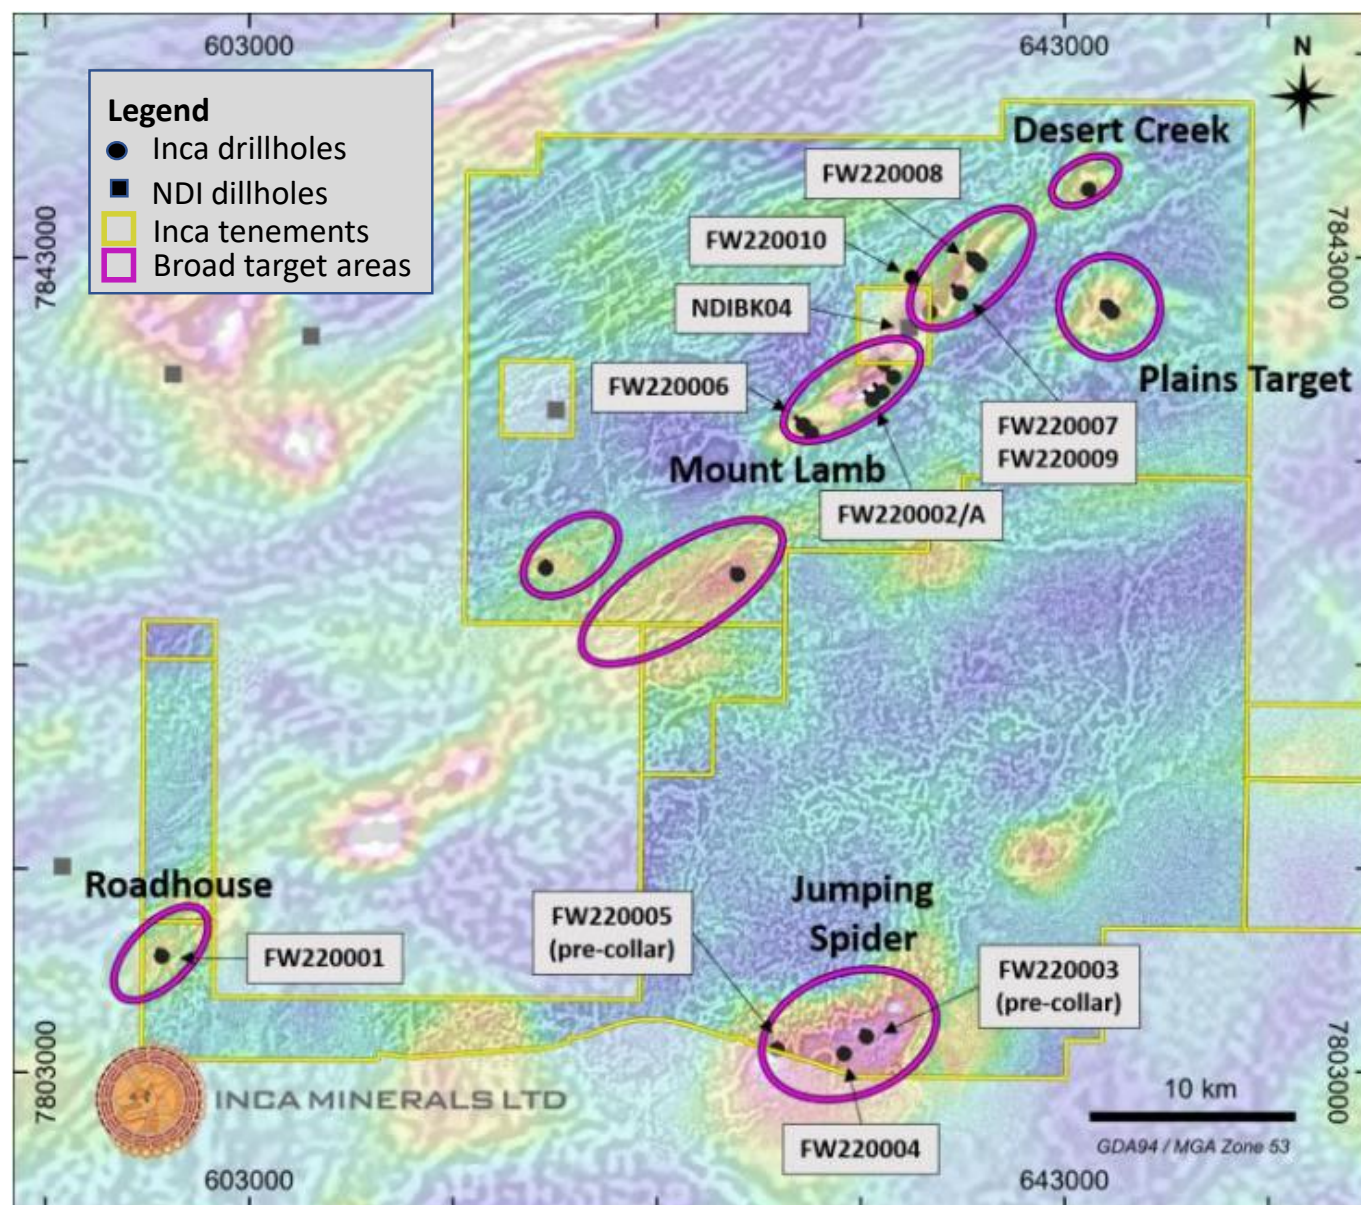 603000
643000
N
Legend
Inca drillholes
NDI dillholes
Inca tenements
Broad target areas
7843000
7843000
Desert Creek
FW220008
FW220010
NDIBK04
FW220006
Plains Target
FW220007
FW220009
Mount Lamb
FW220002/A
Roadhouse
FW220001
FW220005
(pre-collar)
Jumping
Spider
FW220003
(pre-collar)
7803000
7803000
INCA MINERALS LTD
FW220004
10 km
GDA94 / MGA Zone 53
603000
643000